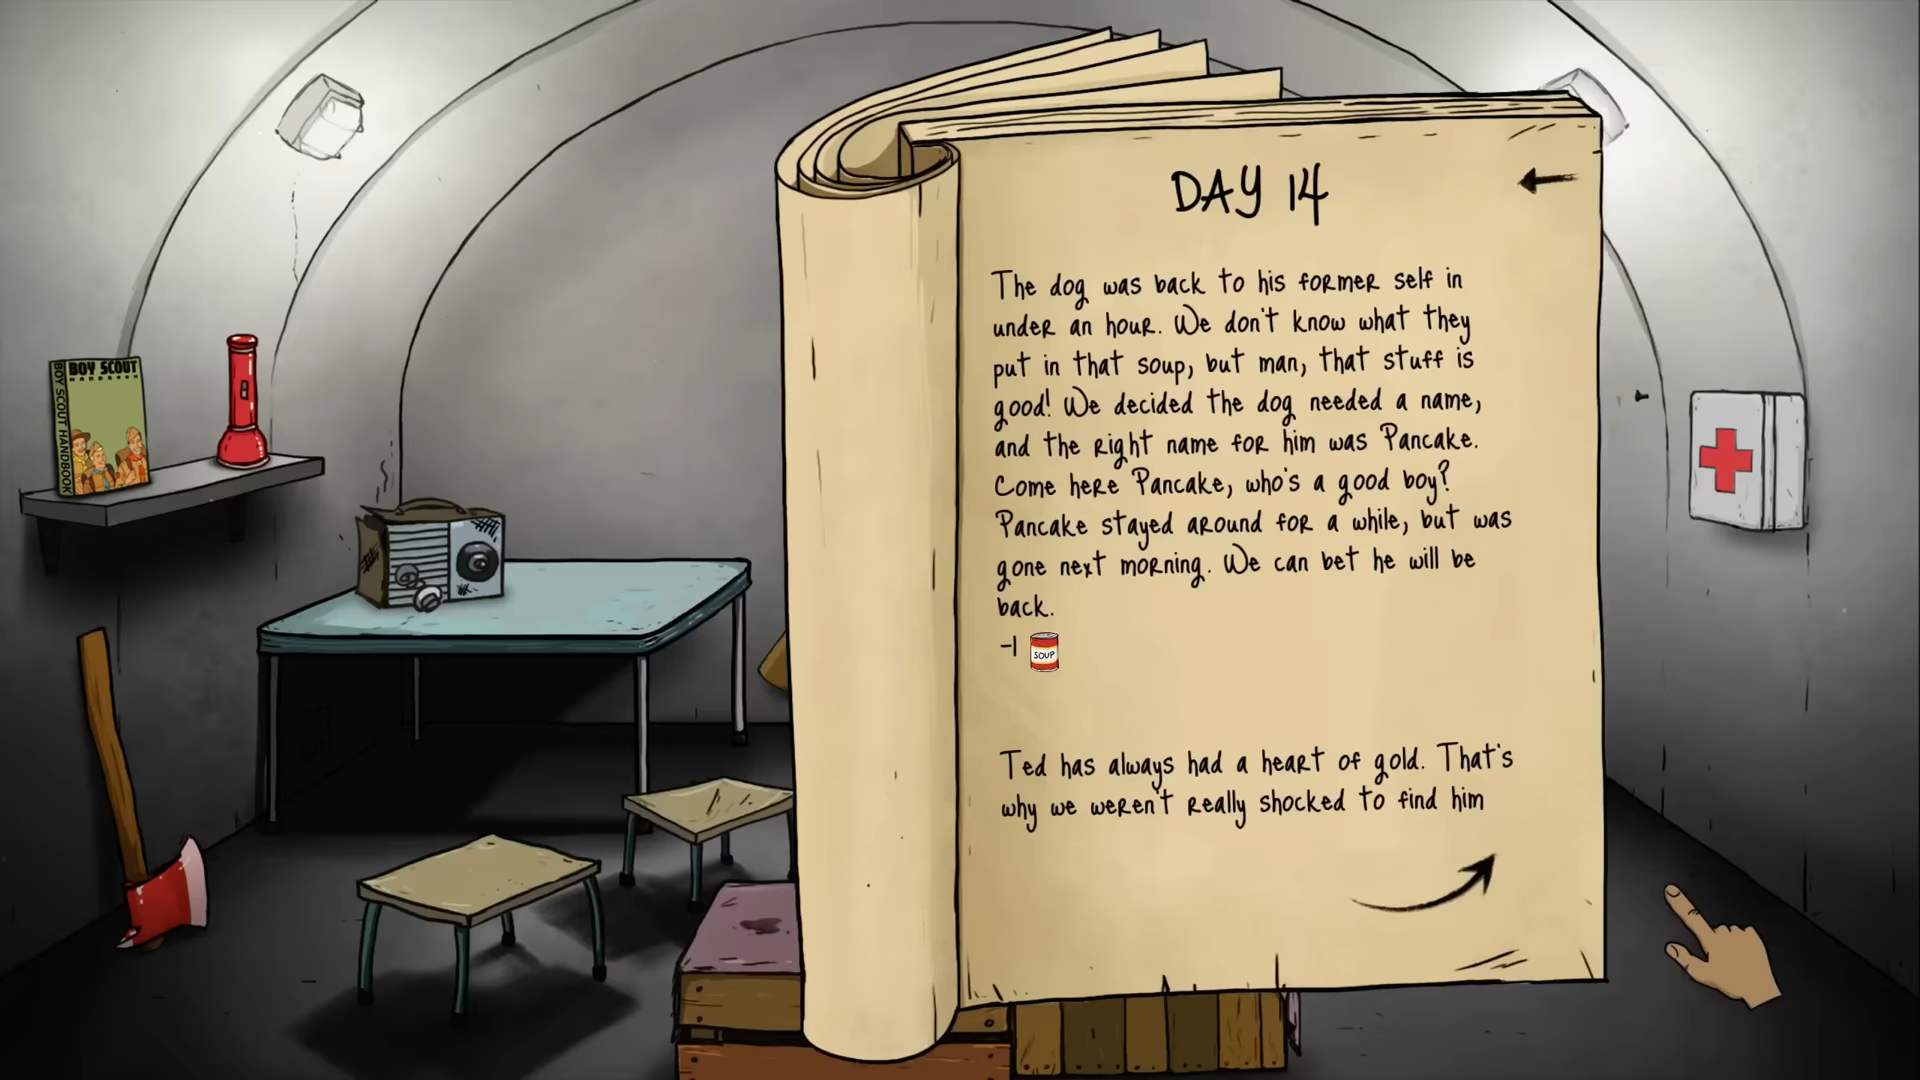 BOY SCOUT
HANDBOOK
BOY SCOUT HANDBOOK
DAY 14
The dog was back to his former self in
under an hour. We don't know what they
put in that soup, but man, that stuff is
good! We decided the dog needed a name,
and the right name for him was Pancake.
Come here Pancake, who's a good boy?
Pancake stayed around for a while, but was
gone next morning. We can bet he will be
back.
-1 SOUP
Ted has always had a heart of gold. That's
why we weren't really shocked to find him